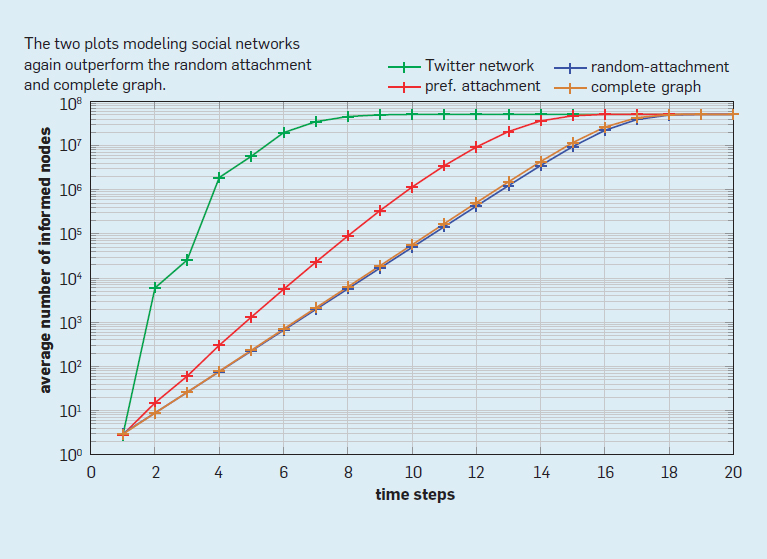 The two plots modeling social networks
again outperform the random attachment
and complete graph.
Twitter network
random-attachment
pref. attachment
complete graph
10⁸
10⁷
10⁶
10⁵
10⁴
10³
10²
10¹
10⁰
average number of informed nodes
0 2 4 6 8 10 12 14 16 18 20
time steps